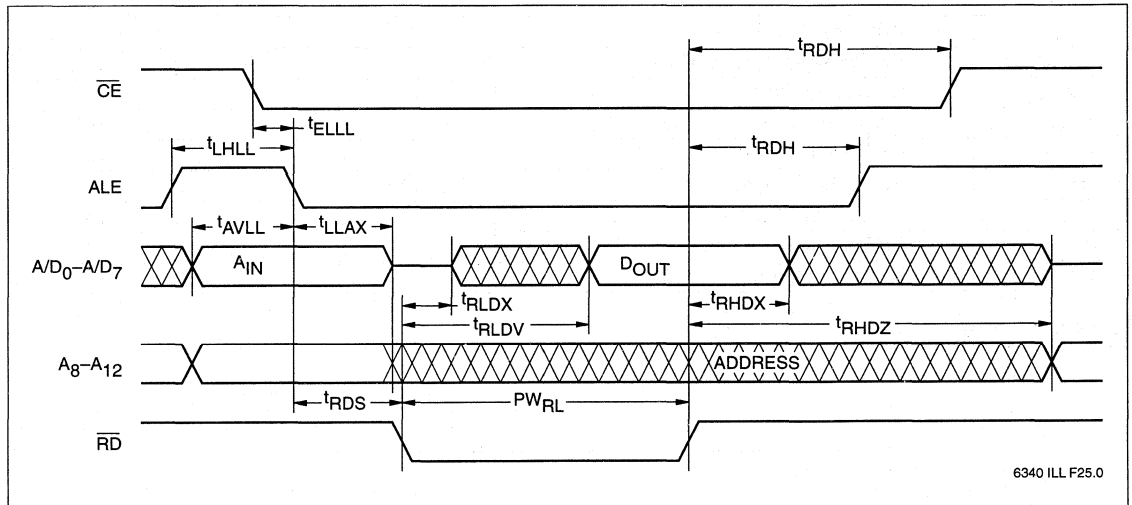 tRDH
CE
tELLL
tLHLL
tRDH
ALE
tAVLL tLLAX
A/D0–A/D7 AIN DOUT
tRLDX tRHDX
tRLDV tRHDZ
A8–A12 ADDRESS
tRDS PWRL
RD
6340 ILL F25.0